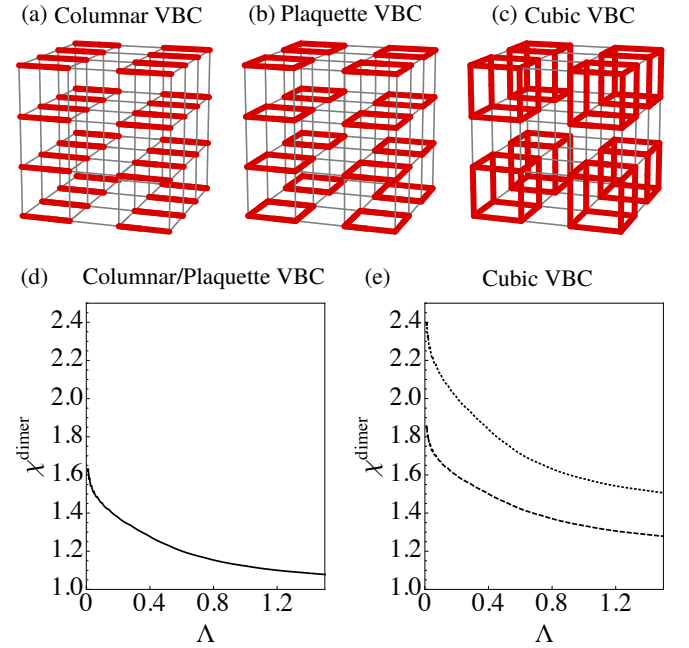 (a) Columnar VBC
(b) Plaquette VBC
(c) Cubic VBC
(d) Columnar/Plaquette VBC
χ^dimer
2.4
2.2
2.0
1.8
1.6
1.4
1.2
1.0
0 0.4 0.8 1.2
Λ
(e) Cubic VBC
χ^dimer
2.4
2.2
2.0
1.8
1.6
1.4
1.2
1.0
0 0.4 0.8 1.2
Λ